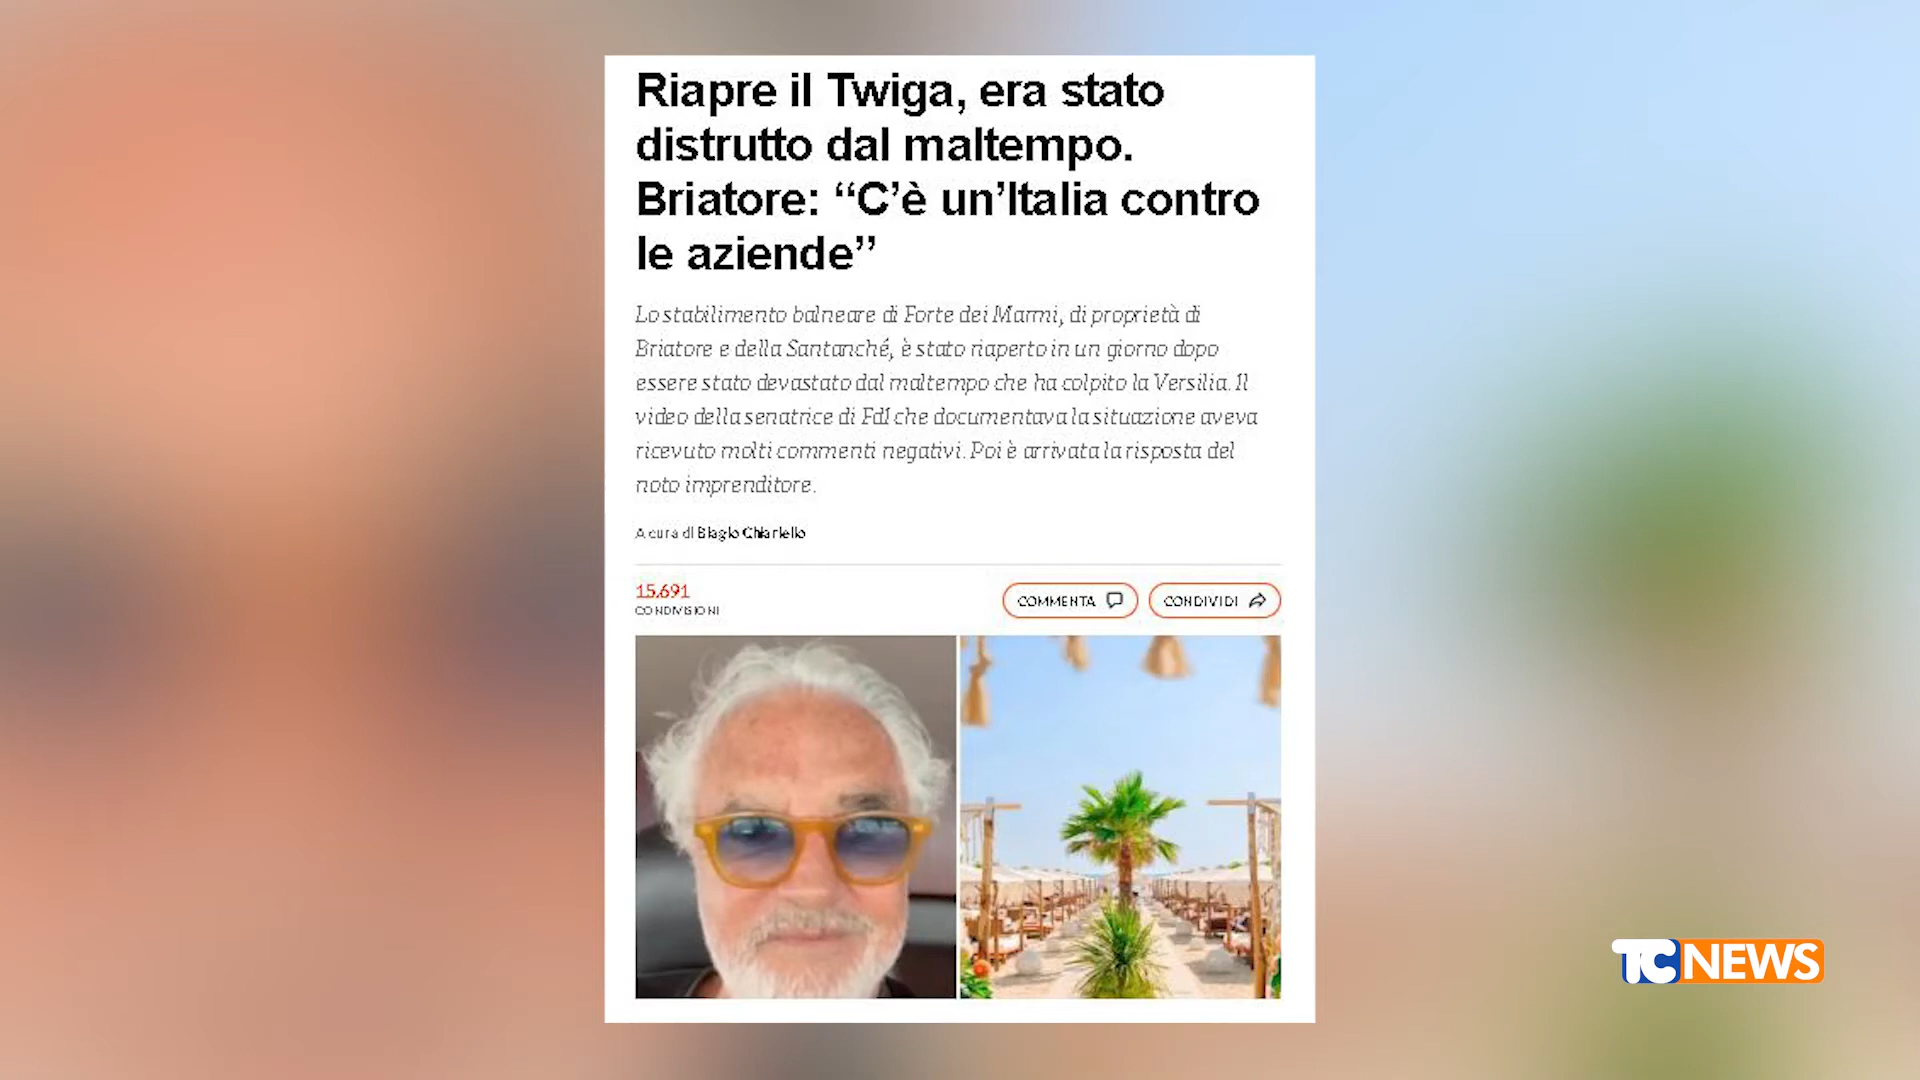 Riapre il Twiga, era stato
distrutto dal maltempo.
Briatore: “C’è un’Italia contro
le aziende”
Lo stabilimento balneare di Forte dei Marmi, di proprietà di
Briatore e della Santanché, è stato riaperto in un giorno dopo
essere stato devastato dal maltempo che ha colpito la Versilia. Il
video della senatrice di FdI che documentava la situazione aveva
ricevuto molti commenti negativi. Poi è arrivata la risposta del
noto imprenditore.
A cura di Biagio Chiariello
15.691
CONDIVISIONI
COMMENTA
CONDIVIDI
TC NEWS